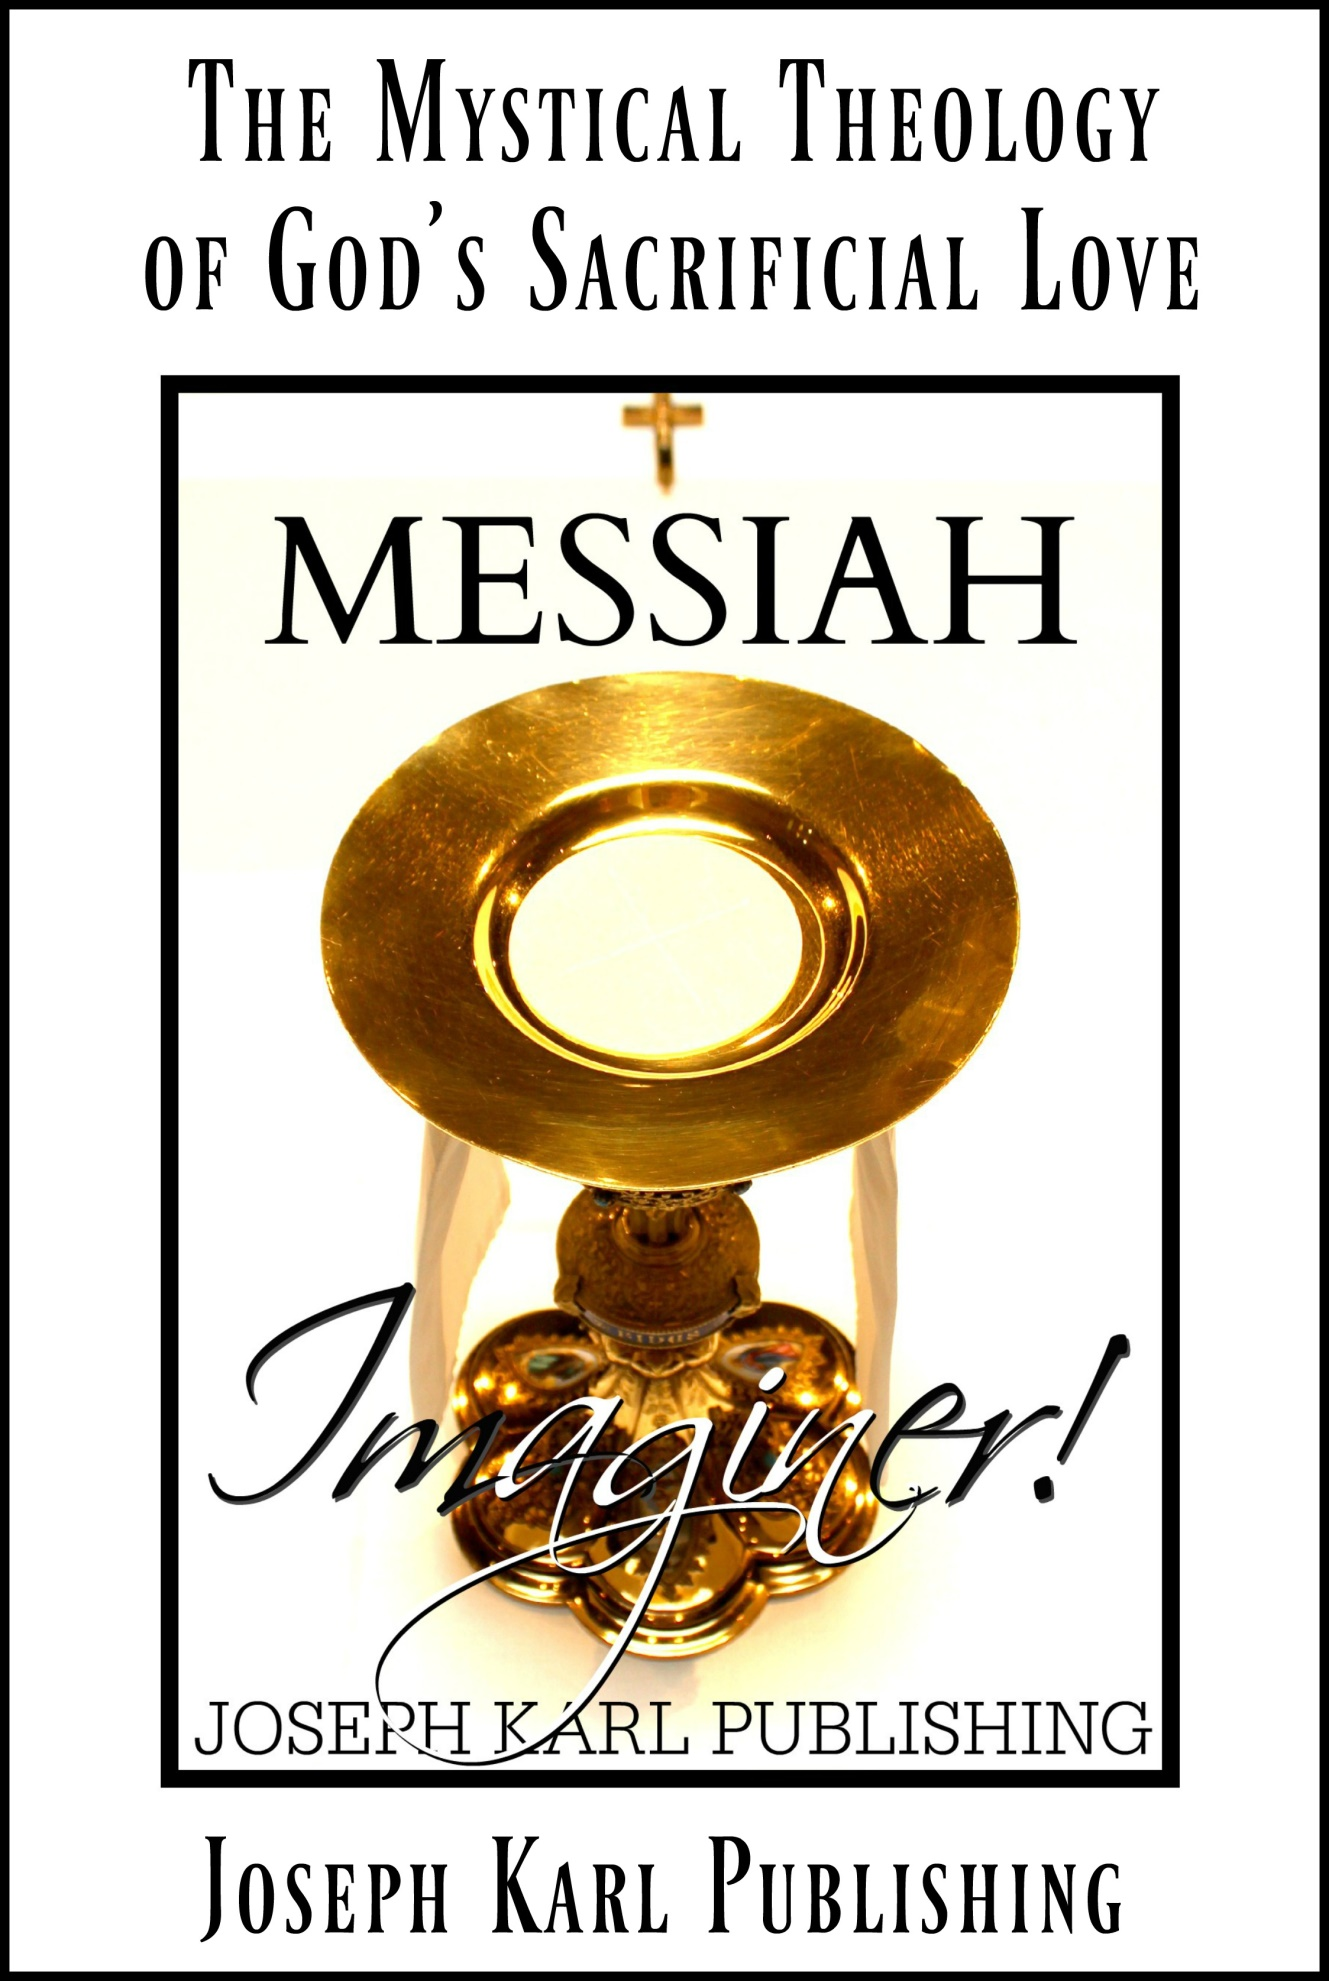 The Mystical Theology
of God's Sacrificial Love
MESSIAH
Imaginer!
JOSEPH KARL PUBLISHING
Joseph Karl Publishing